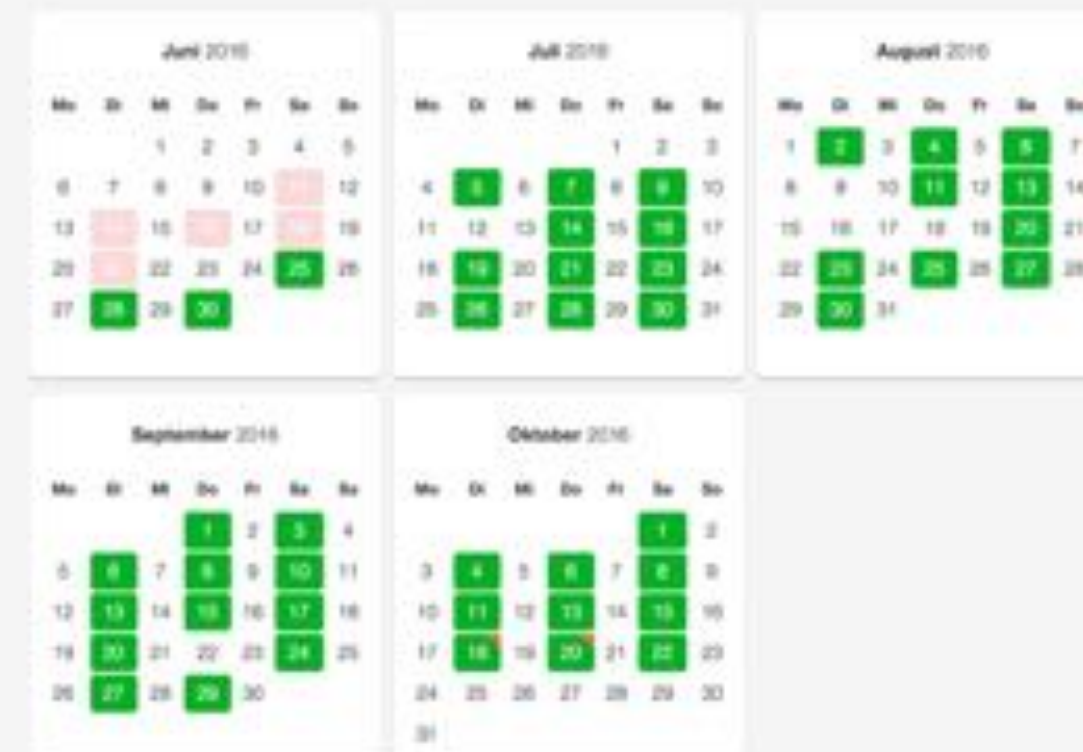 Juni 2016
Mo Di Mi Do Fr Sa So
1 2 3 4 5
6 7 8 9 10 11 12
13 15 17 19
20 22 23 24 25 26
27 28 29 30
Juli 2016
Mo Di Mi Do Fr Sa So
1 2 3
4 5 6 7 8 9 10
11 12 13 14 15 16 17
18 19 20 21 22 23 24
25 26 27 28 29 30 31
August 2016
Mo Di Mi Do Fr Sa So
1 2 3 4 5 6 7
8 9 10 11 12 13 14
15 16 17 18 19 20 21
22 23 24 25 26 27 28
29 30 31
September 2016
Mo Di Mi Do Fr Sa So
1 2 3 4
5 6 7 8 9 10 11
12 13 14 15 16 17 18
19 20 21 22 23 24 25
26 27 28 29 30
Oktober 2016
Mo Di Mi Do Fr Sa So
1 2
3 4 5 6 7 8 9
10 11 12 13 14 15 16
17 18 19 20 21 22 23
24 25 26 27 28 29 30
31